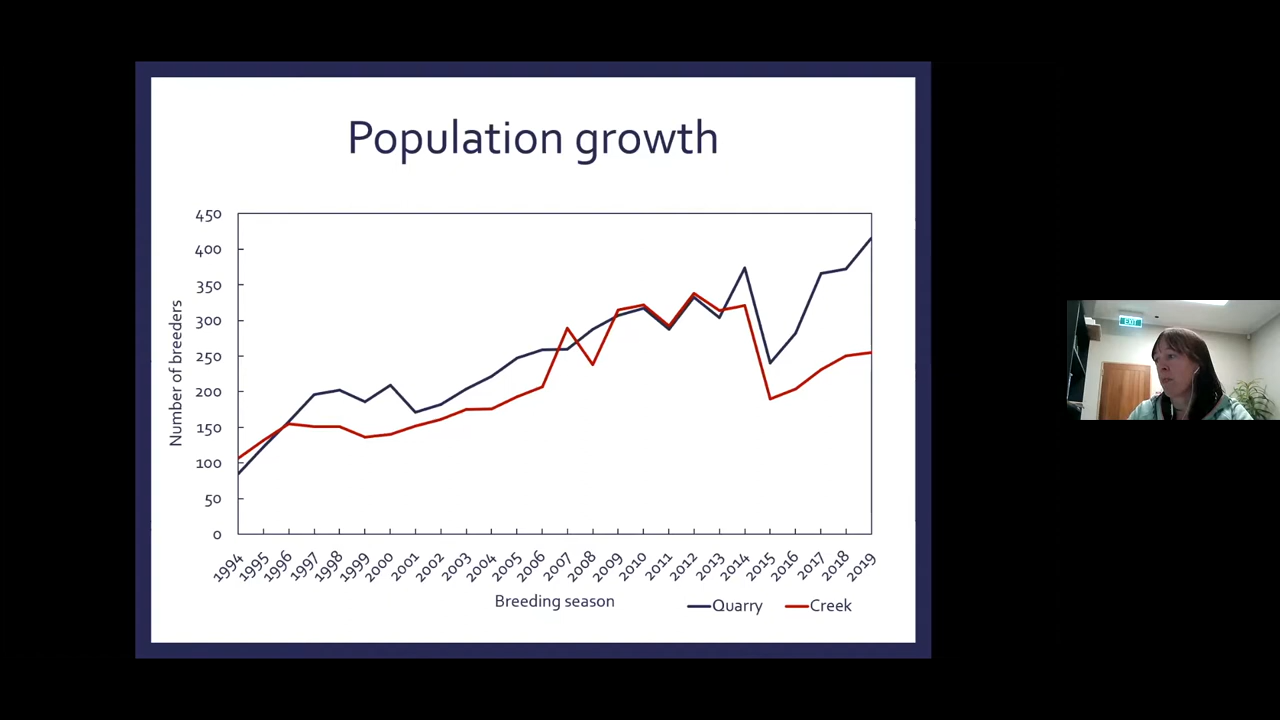 Population growth
450
400
350
300
250
200
150
100
50
0
Number of breeders
1994 1995 1996 1997 1998 1999 2000 2001 2002 2003 2004 2005 2006 2007 2008 2009 2010 2011 2012 2013 2014 2015 2016 2017 2018 2019
Breeding season
Quarry Creek
EXIT